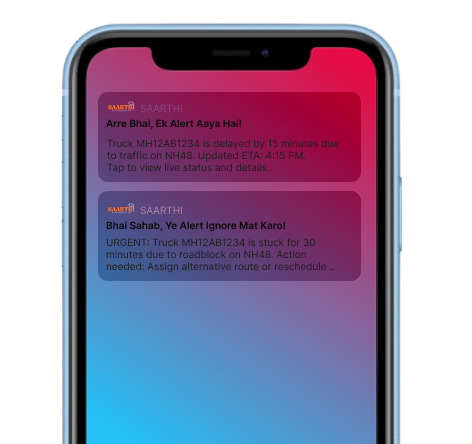 SAARTHI SAARTHI
Arre Bhai, Ek Alert Aaya Hai!
Truck MH12AB1234 is delayed by 15 minutes due
to traffic on NH48. Updated ETA: 4:15 PM.
Tap to view live status and details.
SAARTHI SAARTHI
Bhai Sahab, Ye Alert Ignore Mat Karo!
URGENT: Truck MH12AB1234 is stuck for 30
minutes due to roadblock on NH48. Action
needed: Assign alternative route or reschedule ..